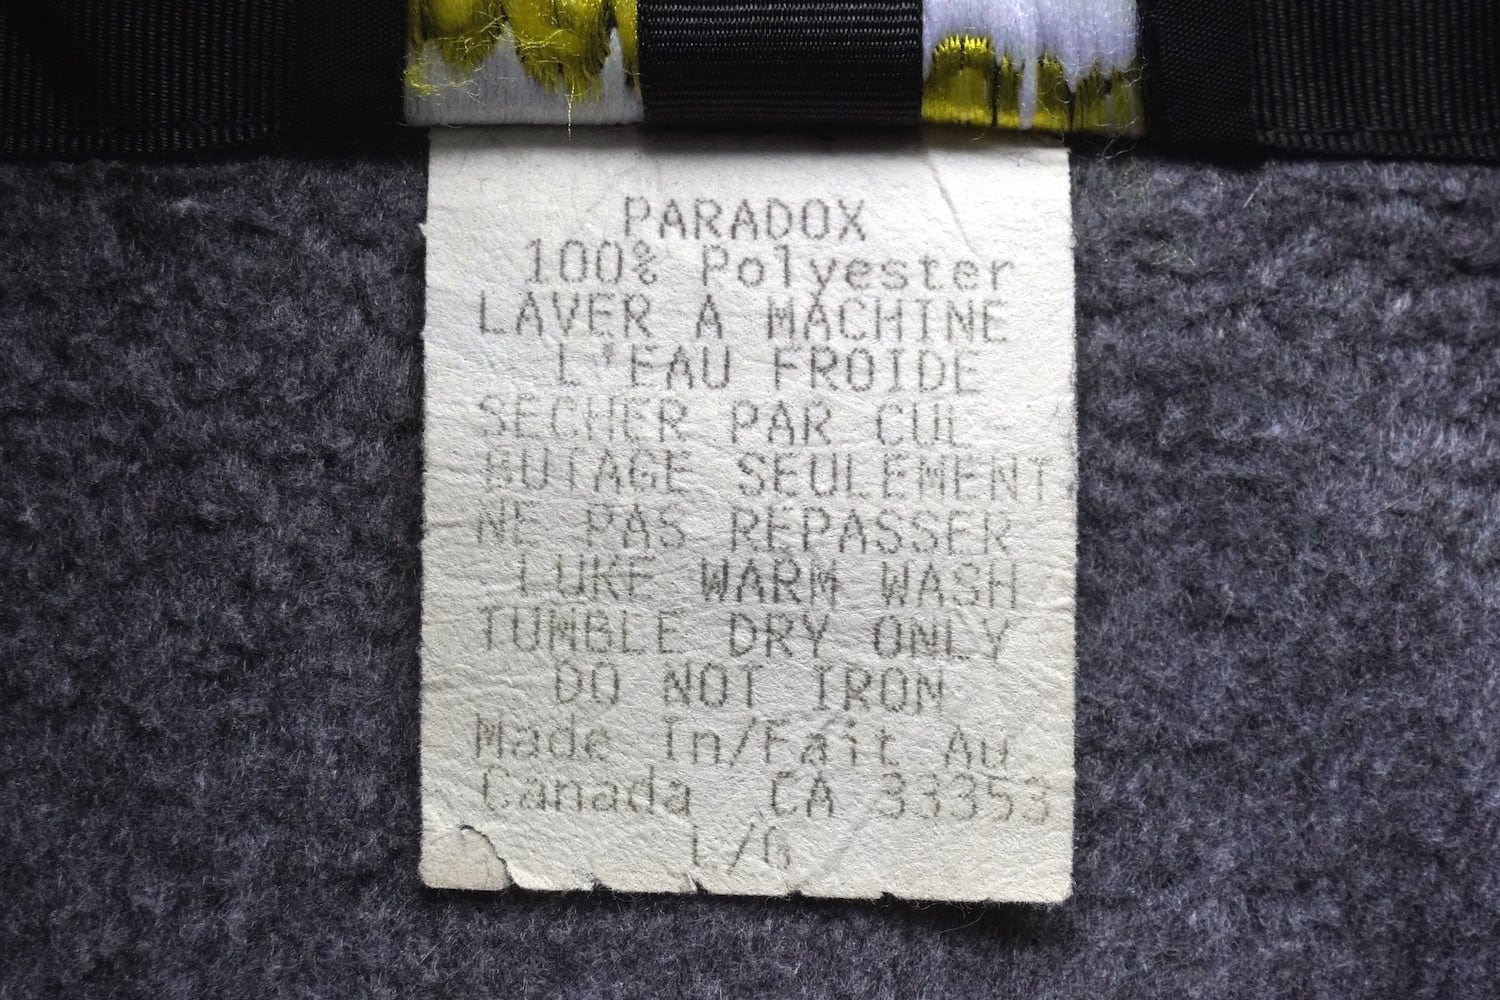 PARADOX
100% Polyester
LAVER A MACHINE
L'EAU FROIDE
SECHER PAR CUL-
BUTAGE SEULEMENT
NE PAS REPASSER
LUKE WARM WASH
TUMBLE DRY ONLY
DO NOT IRON
Made In/Fait Au
Canada CA 33353
L/G